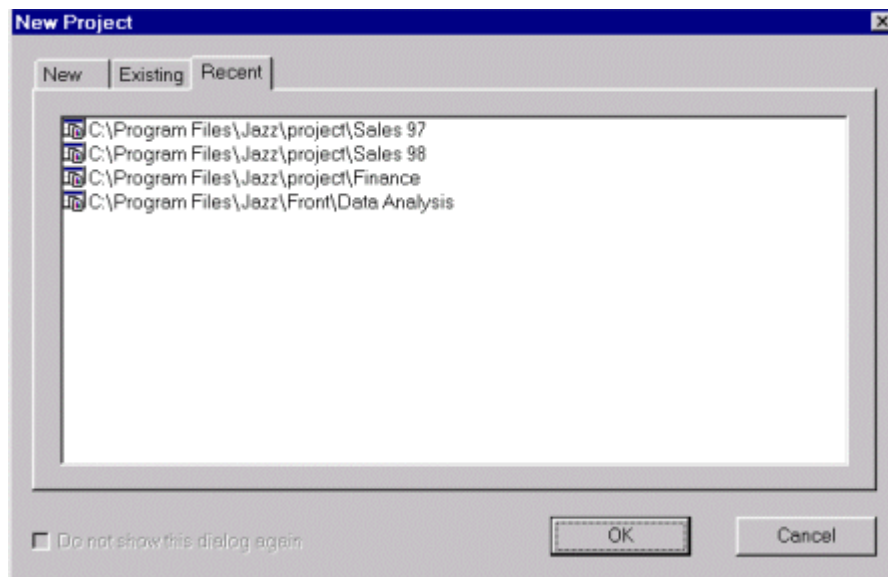 New Project
New Existing Recent
C:\Program Files\Jazz\project\Sales 97
C:\Program Files\Jazz\project\Sales 98
C:\Program Files\Jazz\project\Finance
C:\Program Files\Jazz\Front\Data Analysis
Do not show this dialog again OK Cancel